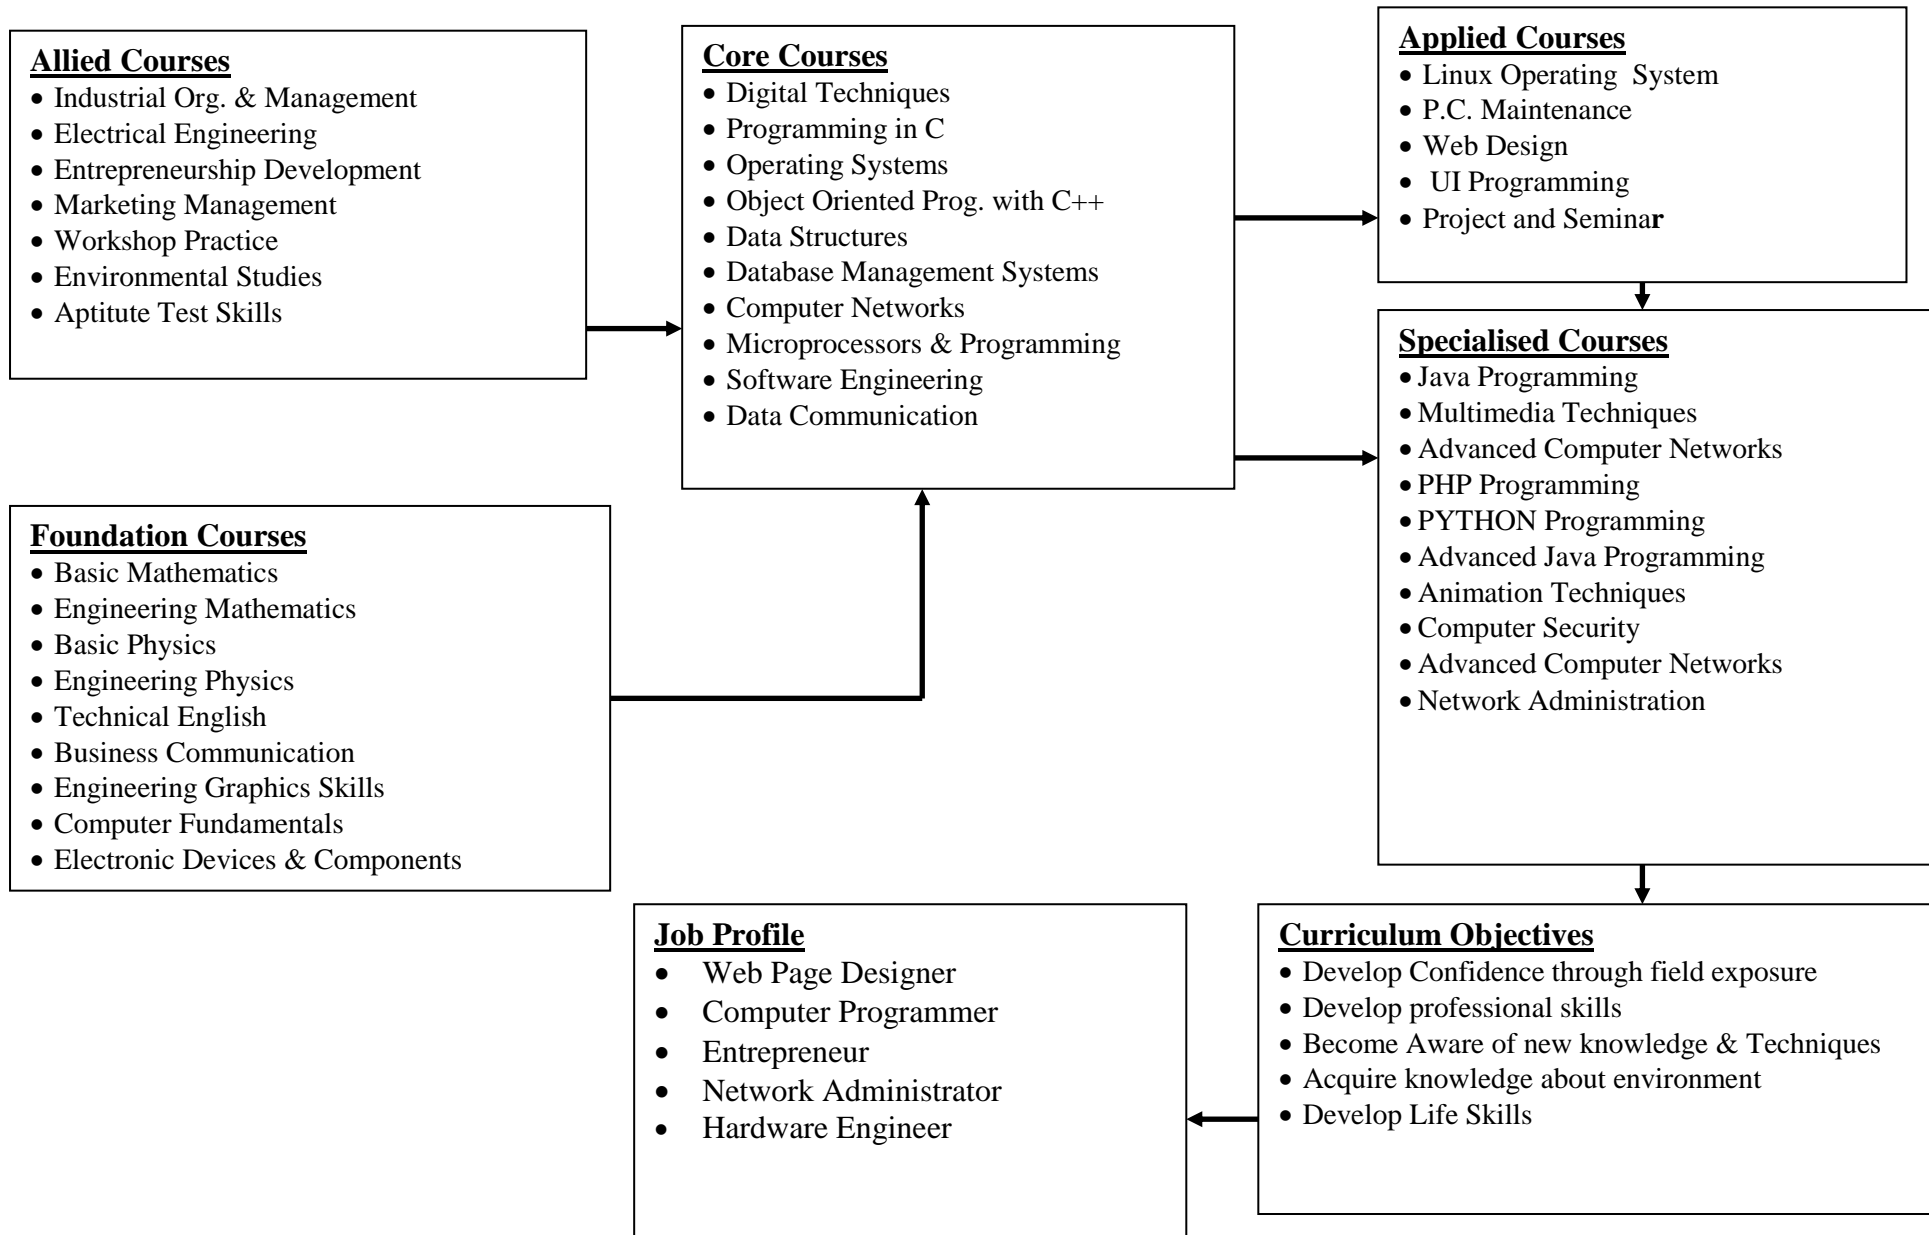 Allied Courses
• Industrial Org. & Management
• Electrical Engineering
• Entrepreneurship Development
• Marketing Management
• Workshop Practice
• Environmental Studies
• Aptitute Test Skills
Core Courses
• Digital Techniques
• Programming in C
• Operating Systems
• Object Oriented Prog. with C++
• Data Structures
• Database Management Systems
• Computer Networks
• Microprocessors & Programming
• Software Engineering
• Data Communication
Applied Courses
• Linux Operating System
• P.C. Maintenance
• Web Design
• UI Programming
• Project and Seminar
Foundation Courses
• Basic Mathematics
• Engineering Mathematics
• Basic Physics
• Engineering Physics
• Technical English
• Business Communication
• Engineering Graphics Skills
• Computer Fundamentals
• Electronic Devices & Components
Specialised Courses
• Java Programming
• Multimedia Techniques
• Advanced Computer Networks
• PHP Programming
• PYTHON Programming
• Advanced Java Programming
• Animation Techniques
• Computer Security
• Advanced Computer Networks
• Network Administration
Job Profile
• Web Page Designer
• Computer Programmer
• Entrepreneur
• Network Administrator
• Hardware Engineer
Curriculum Objectives
• Develop Confidence through field exposure
• Develop professional skills
• Become Aware of new knowledge & Techniques
• Acquire knowledge about environment
• Develop Life Skills